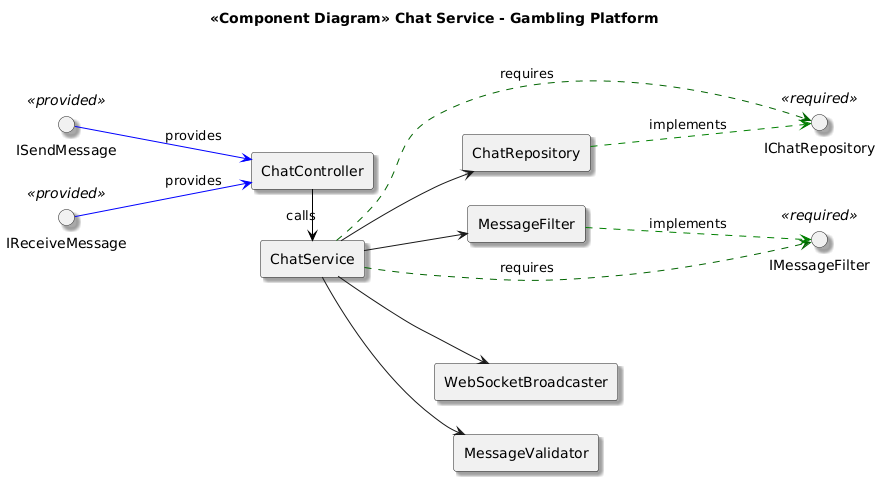 «Component Diagram» Chat Service - Gambling Platform
«provided»
ISendMessage
«provided»
IReceiveMessage
provides
provides
ChatController
calls
ChatService
requires
ChatRepository
implements
«required»
IChatRepository
MessageFilter
implements
requires
«required»
IMessageFilter
WebSocketBroadcaster
MessageValidator